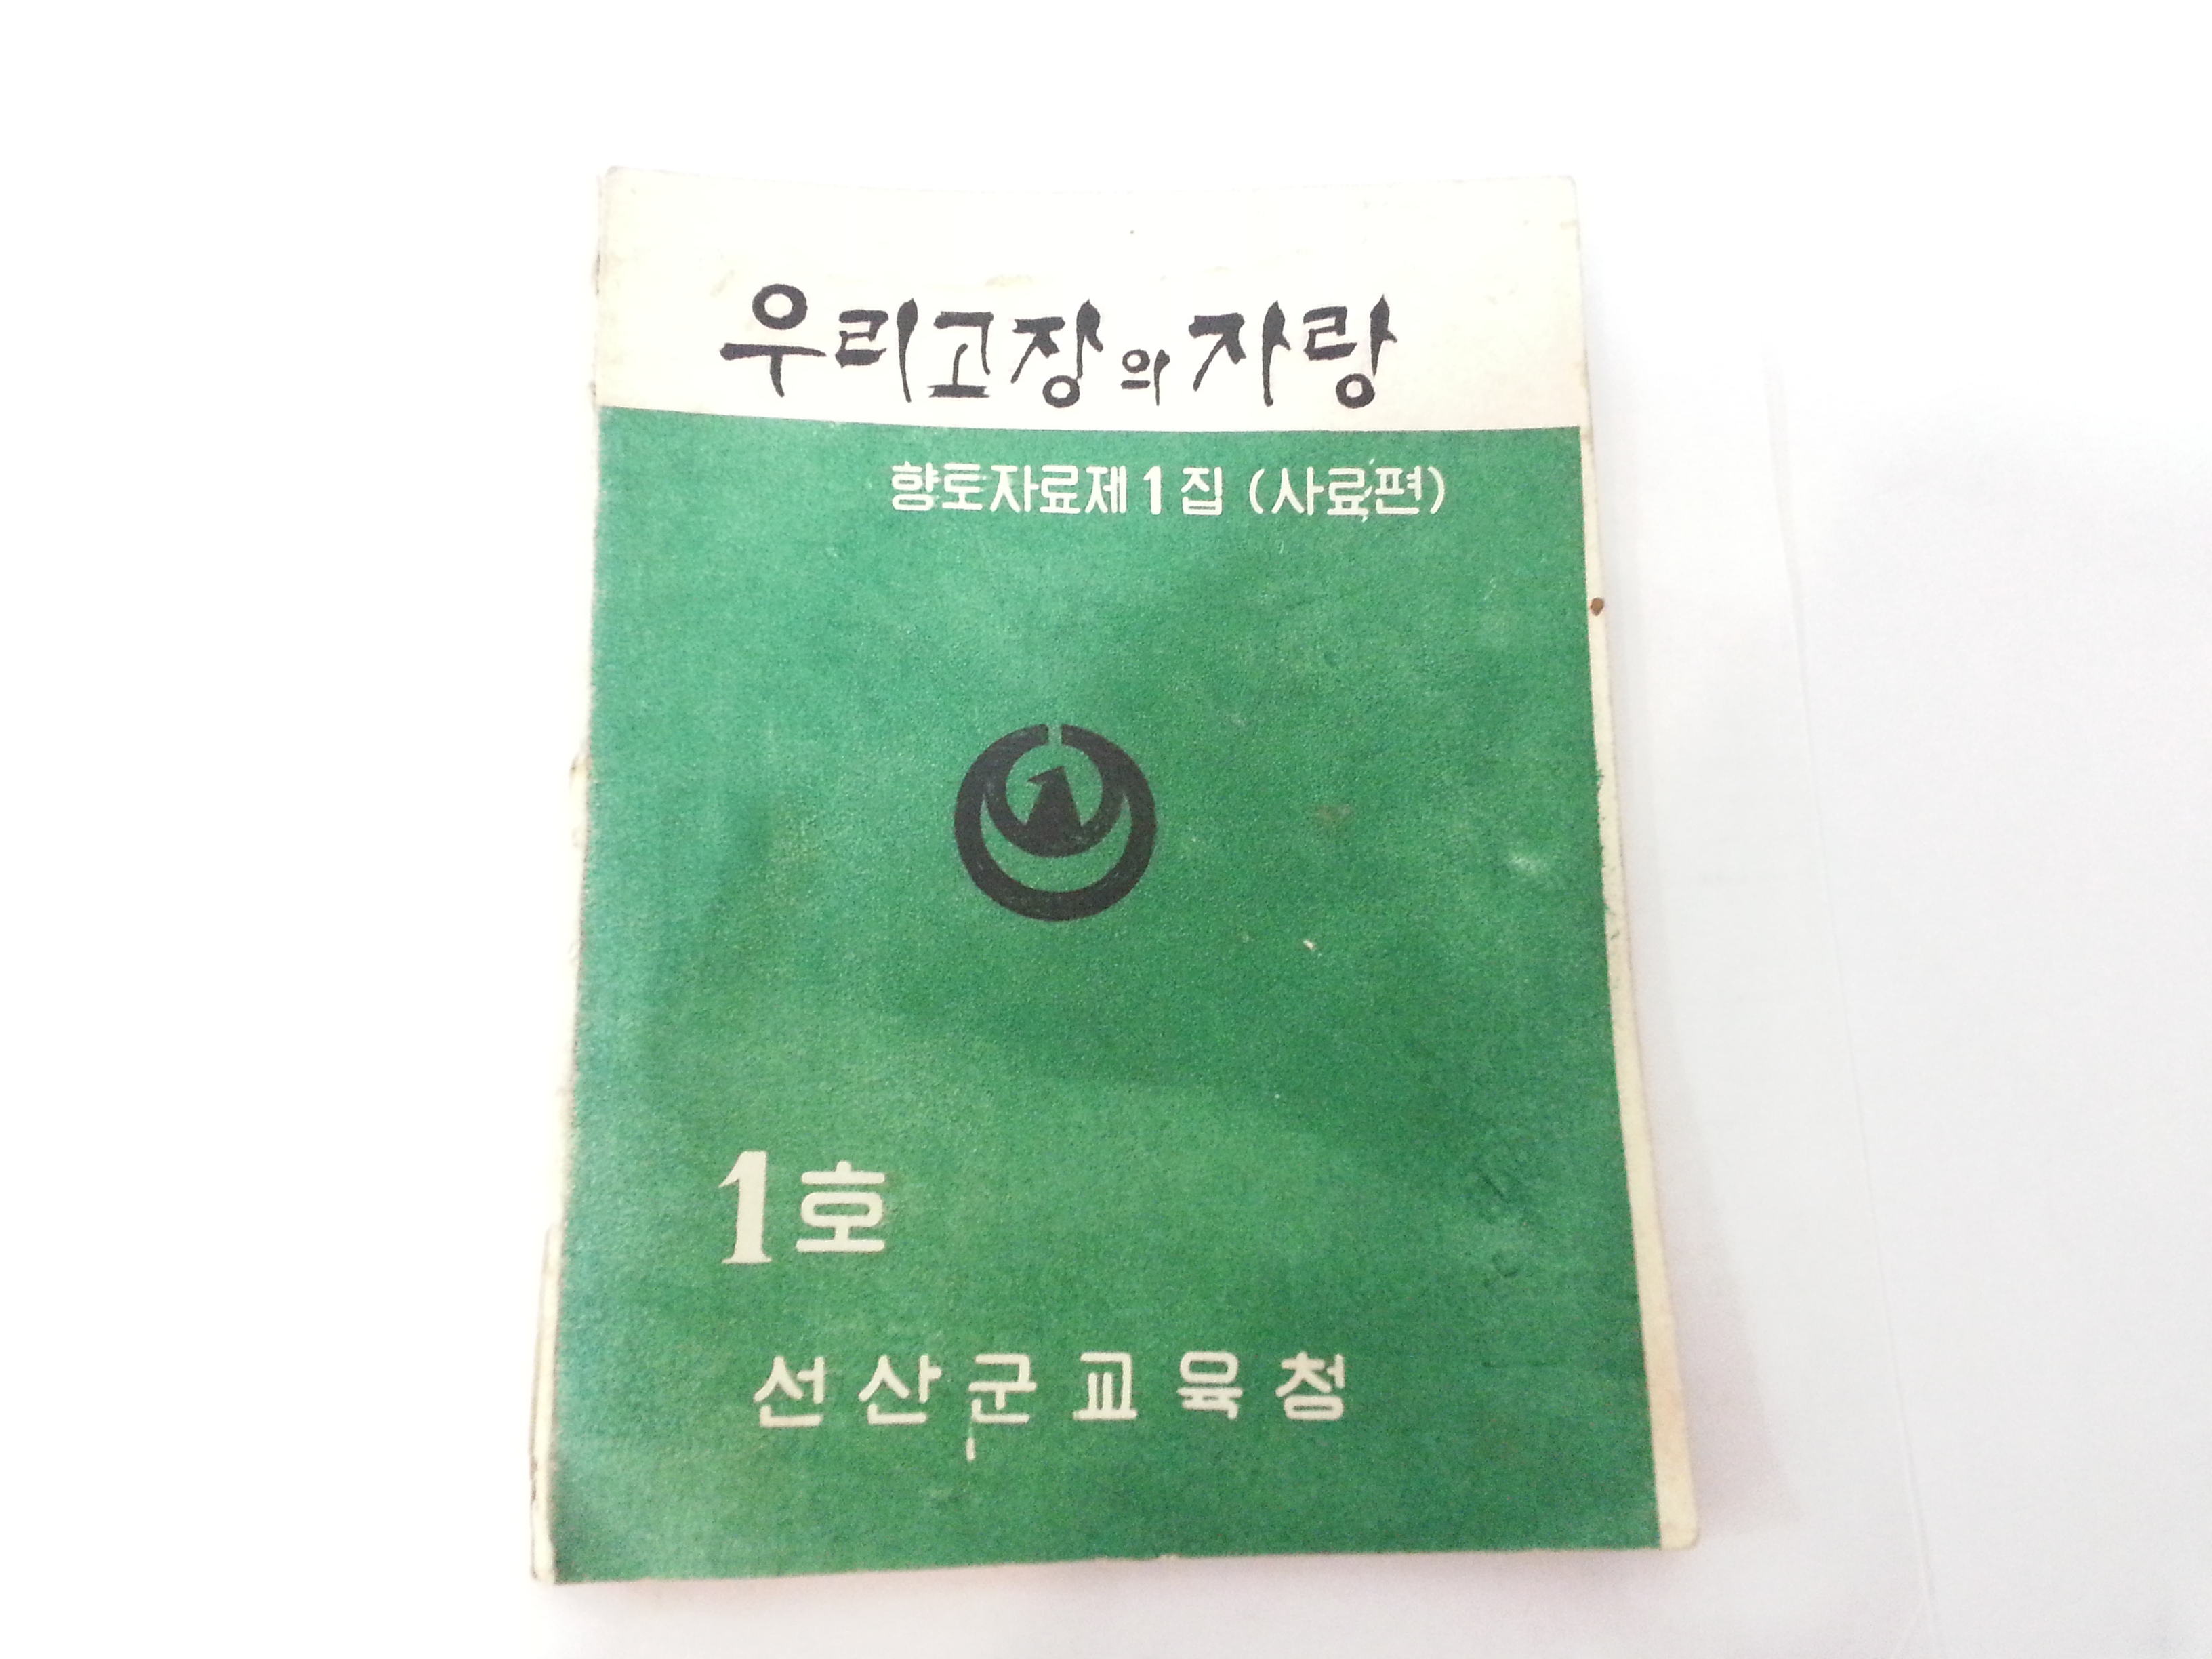 우리고장의 자랑
향토자료제1집 (사료편)
1호
선산군교육청